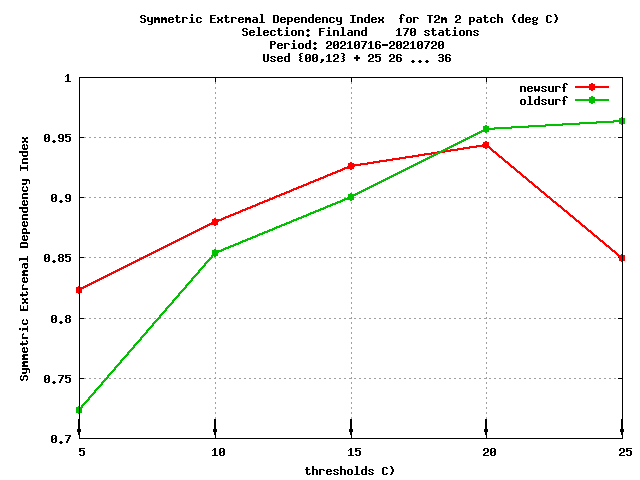 Symmetric Extremal Dependency Index  for T2m 2 patch (deg C)
Selection: Finland    170 stations
Period: 20210716-20210720
Used {00,12} + 25 26 ... 36
newsurf
oldsurf
Symmetric Extremal Dependency Index
1
0.95
0.9
0.85
0.8
0.75
0.7
5 10 15 20 25
thresholds C)